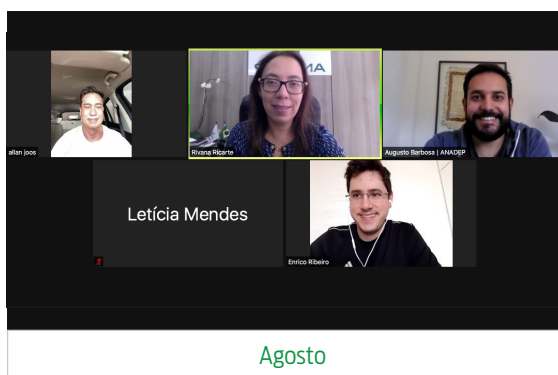 allan joos
Rivana Ricarte
Augusto Barbosa | ANADEP
Letícia Mendes
Enrico Ribeiro
Agosto